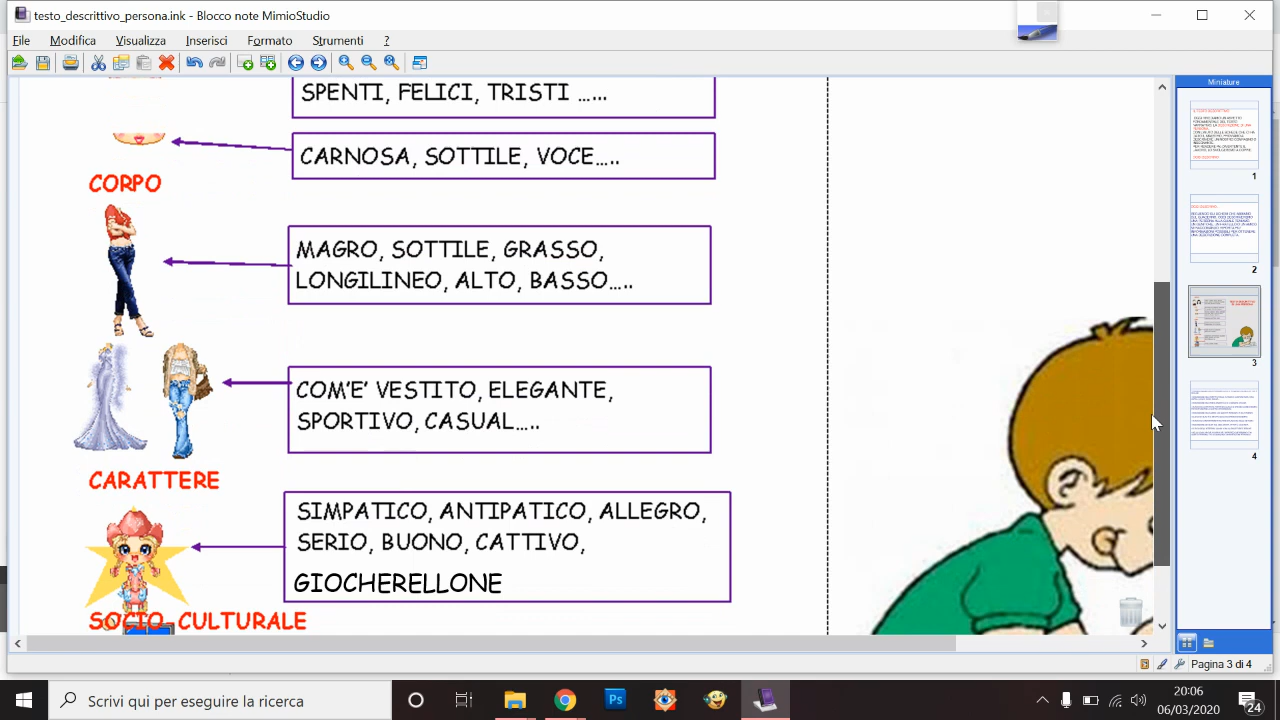 testo_descrittivo_persona.ink - Blocco note MimioStudio
File Modifica Visualizza Inserisci Formato Strumenti ?
SPENTI, FELICI, TRISTI …...
CARNOSA, SOTTILE, VOCE…..
CORPO
MAGRO, SOTTILE, GRASSO,
LONGILINEO, ALTO, BASSO…..
COM'E' VESTITO, ELEGANTE,
SPORTIVO, CASUAL…..
CARATTERE
SIMPATICO, ANTIPATICO, ALLEGRO,
SERIO, BUONO, CATTIVO,
GIOCHERELLONE
SOCIO_CULTURALE
Miniature
1
2
3
4
Pagina 3 di 4
Scrivi qui per eseguire la ricerca
Ps
20:06
06/03/2020
24